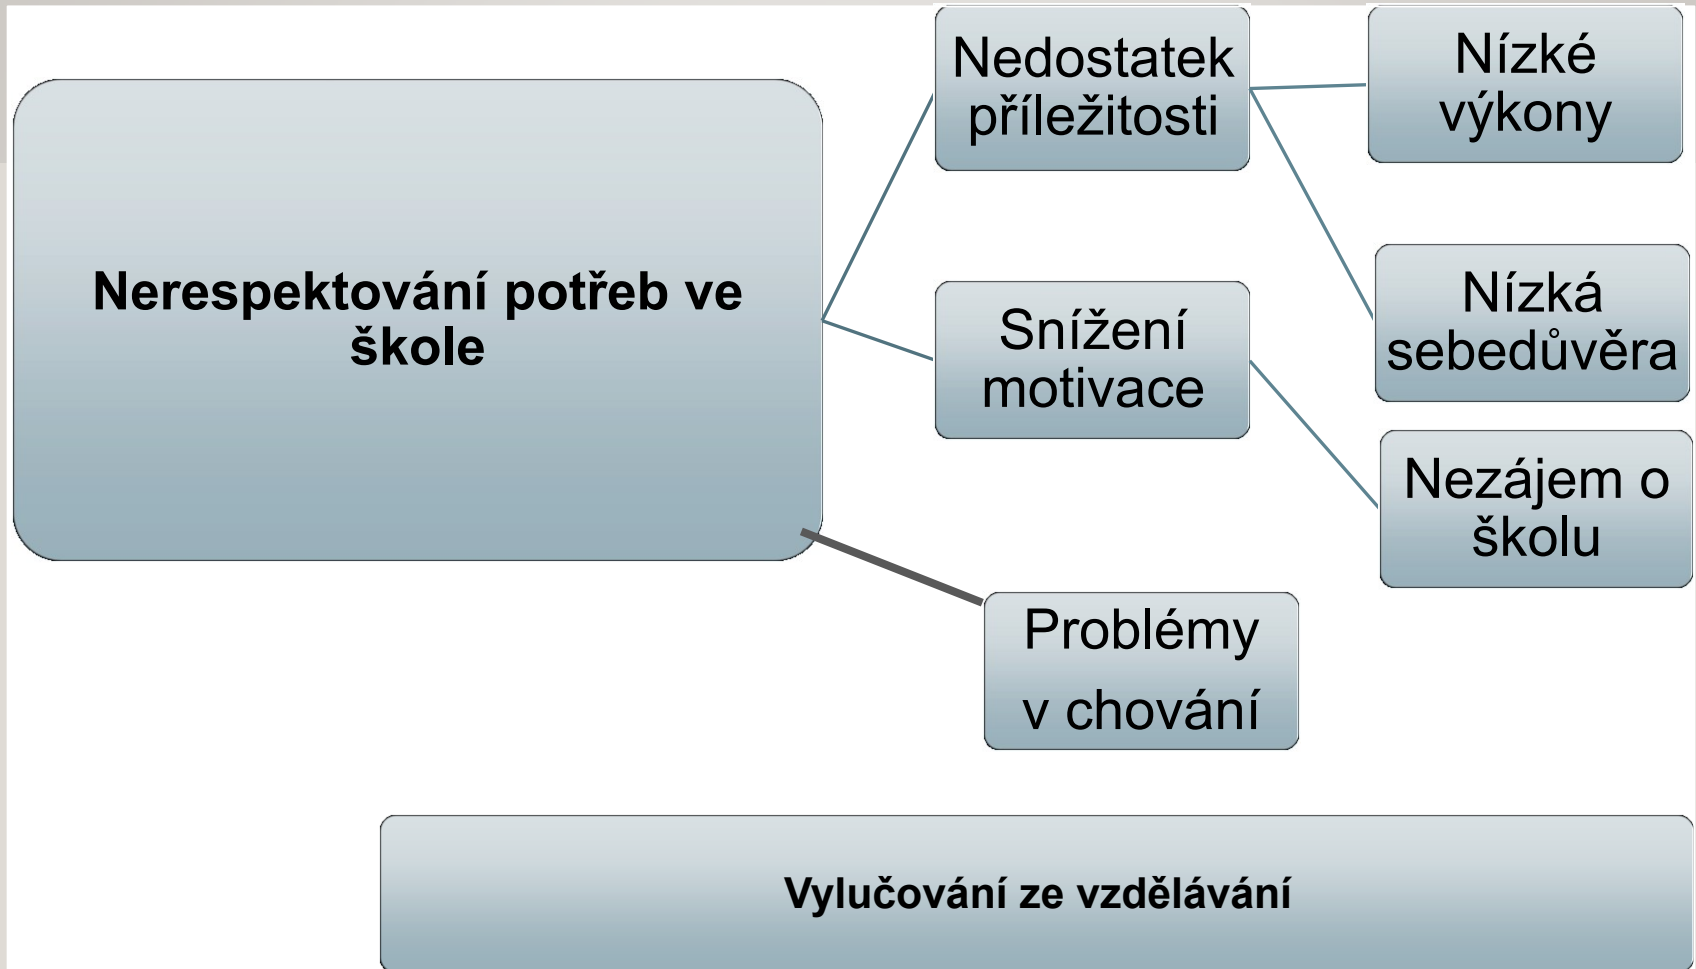 Nerespektování potřeb ve
škole
Nedostatek
příležitosti
Snížení
motivace
Problémy
v chování
Nízké
výkony
Nízká
sebedůvěra
Nezájem o
školu
Vylučování ze vzdělávání